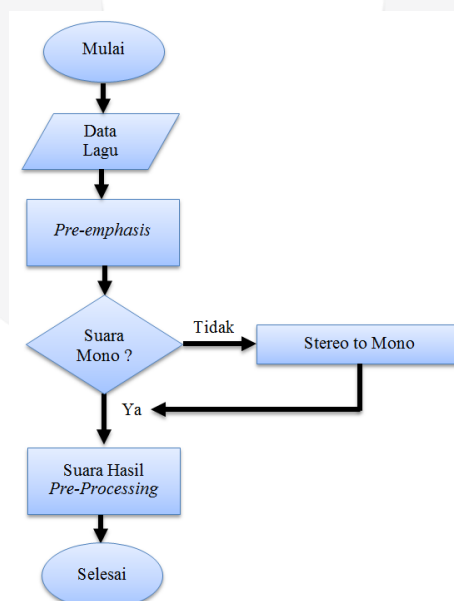 Mulai
Data
Lagu
Pre-emphasis
Suara
Mono ?
Tidak
Stereo to Mono
Ya
Suara Hasil
Pre-Processing
Selesai